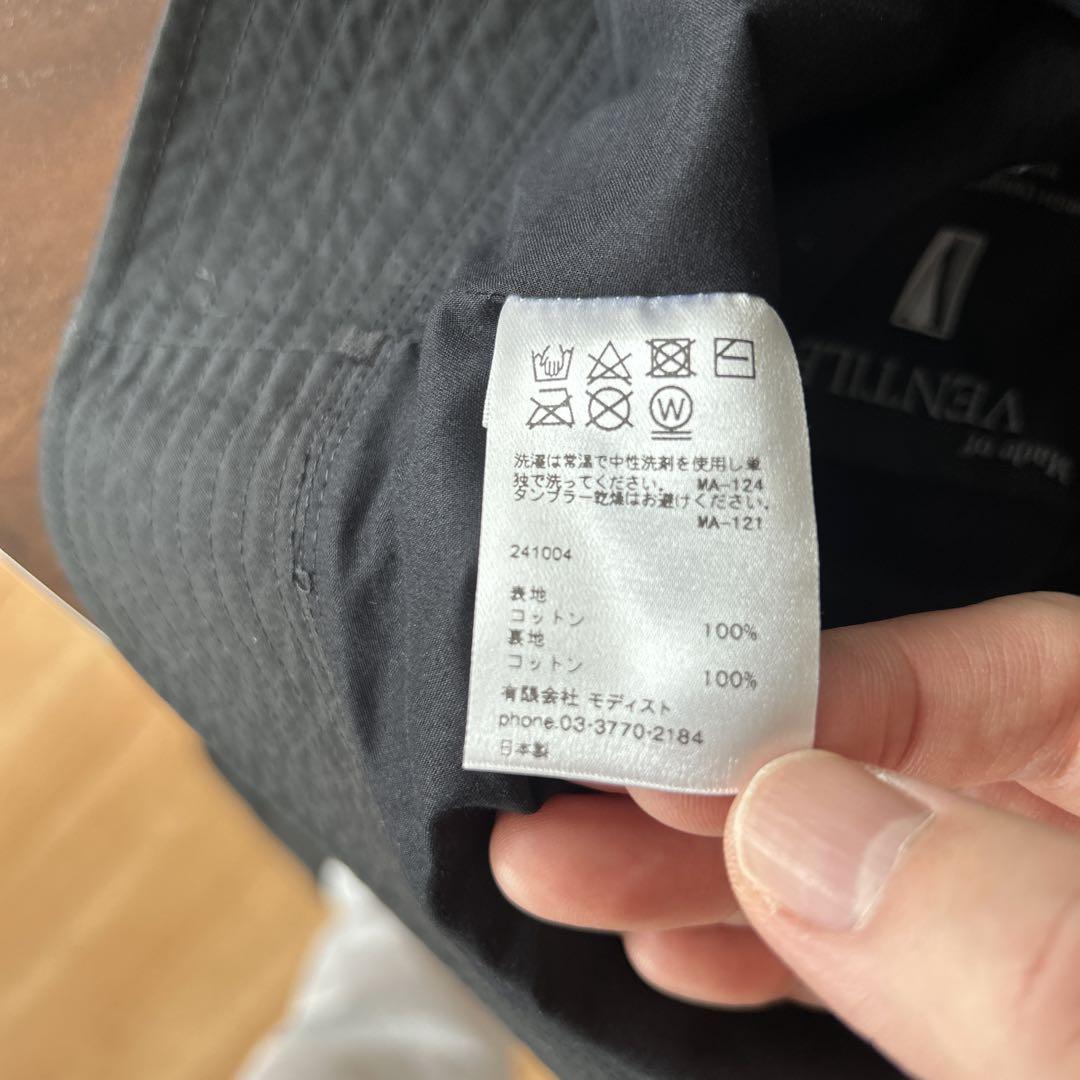 W
洗濯は常温で中性洗剤を使用し単
独で洗ってください。 MA-124
タンブラー乾燥はお避けください。
MA-121
241004
表地
コットン 100%
裏地
コットン 100%
有限会社 モディスト
phone.03-3770-2184
日本製
Made of